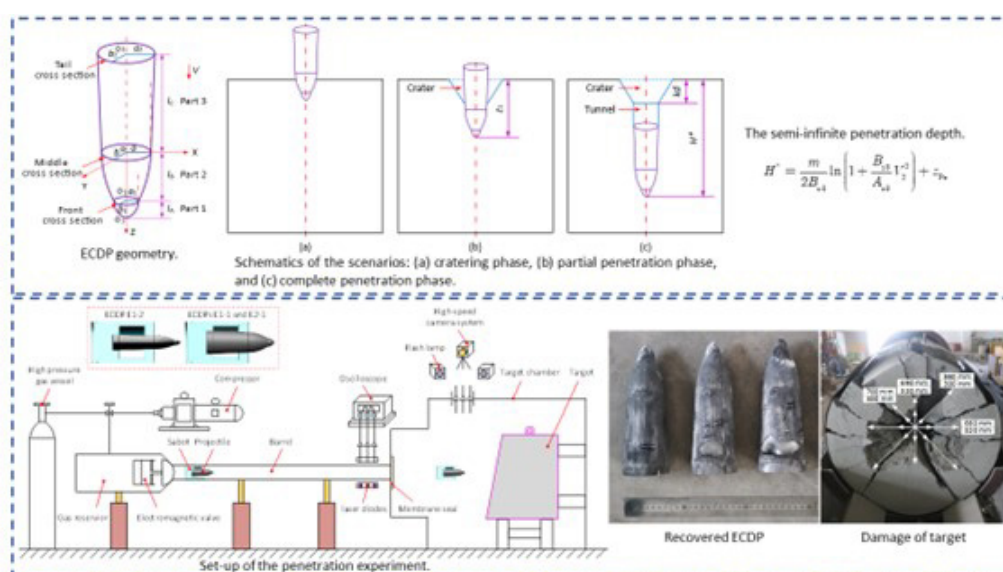 Tail
cross section
V
Part 3
Middle
cross section
X
Y
Part 2
Front
cross section
Part 1
Z
ECDP geometry.
Crater
Crater
Tunnel
kd
H*
(a)
(b)
(c)
Schematics of the scenarios: (a) cratering phase, (b) partial penetration phase,
and (c) complete penetration phase.
The semi-infinite penetration depth.
ECDP E1-2
ECDPs E1-1 and E2-1
High pressure
gas vessel
Compressor
Sabot
Projectile
Barrel
Oscilloscope
Flash lamp
High-speed
camera system
Target chamber
Target
Gas reservoir
Electromagnetic valve
laser diodes
Membrane seal
Set-up of the penetration experiment.
Recovered ECDP
Damage of target